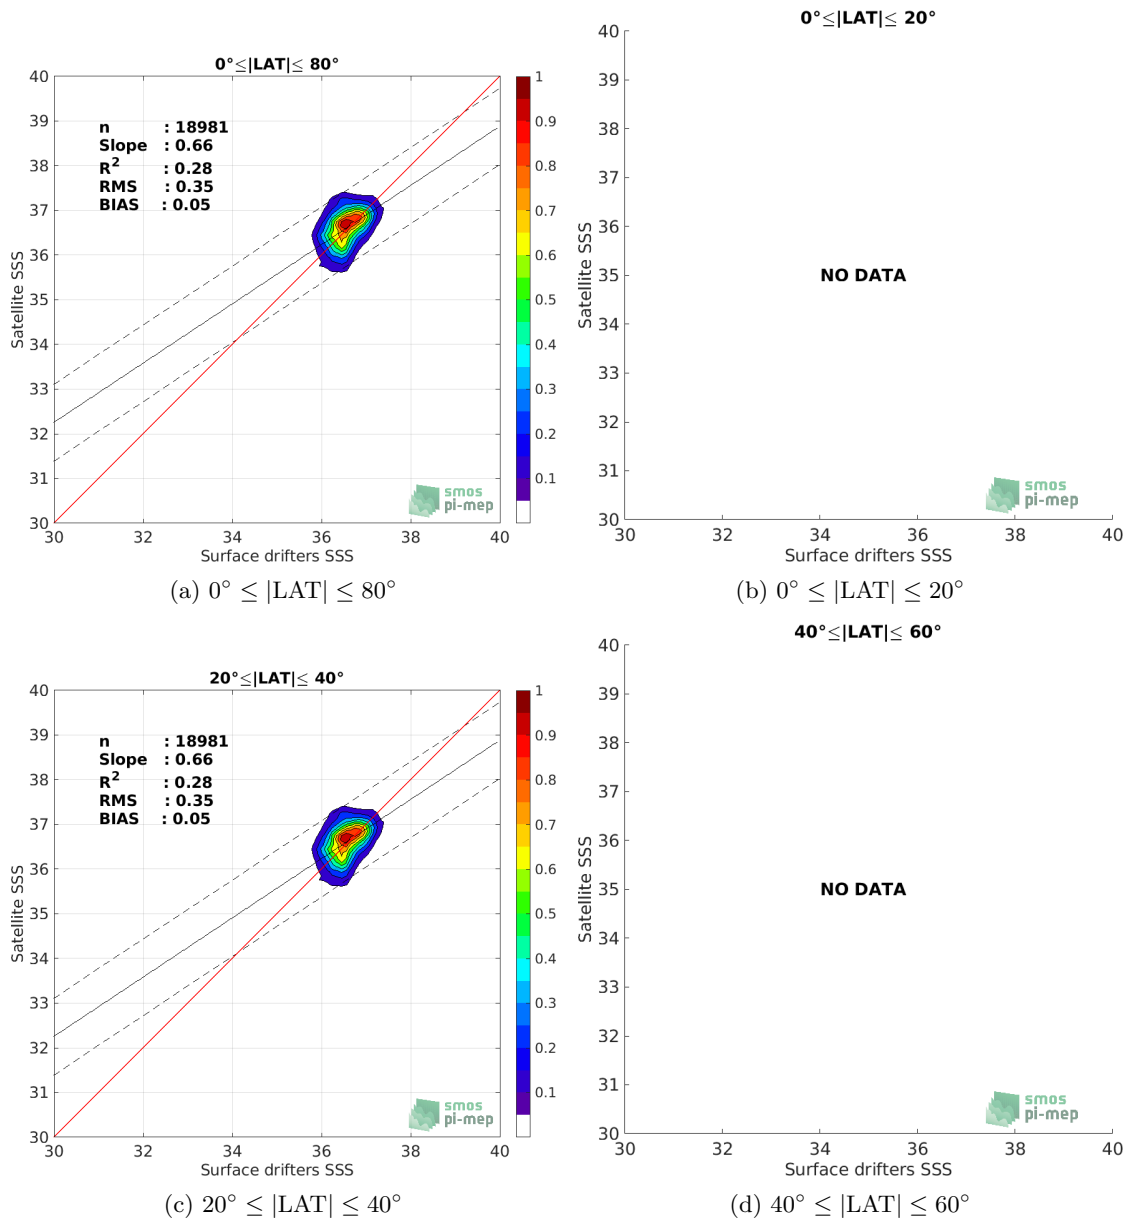 0°≤|LAT|≤ 80°
40
39
38
37
36
35
34
33
32
31
30
Satellite SSS
n : 18981
Slope : 0.66
R2 : 0.28
RMS : 0.35
BIAS : 0.05
smos
pi-mep
30 32 34 36 38 40
Surface drifters SSS
1
0.9
0.8
0.7
0.6
0.5
0.4
0.3
0.2
0.1
(a) 0° ≤ |LAT| ≤ 80°
0°≤|LAT|≤ 20°
40
39
38
37
36
35
34
33
32
31
30
Satellite SSS
NO DATA
smos
pi-mep
30 32 34 36 38 40
Surface drifters SSS
(b) 0° ≤ |LAT| ≤ 20°
20°≤|LAT|≤ 40°
40
39
38
37
36
35
34
33
32
31
30
Satellite SSS
n : 18981
Slope : 0.66
R2 : 0.28
RMS : 0.35
BIAS : 0.05
smos
pi-mep
30 32 34 36 38 40
Surface drifters SSS
1
0.9
0.8
0.7
0.6
0.5
0.4
0.3
0.2
0.1
(c) 20° ≤ |LAT| ≤ 40°
40°≤|LAT|≤ 60°
40
39
38
37
36
35
34
33
32
31
30
Satellite SSS
NO DATA
smos
pi-mep
30 32 34 36 38 40
Surface drifters SSS
(d) 40° ≤ |LAT| ≤ 60°